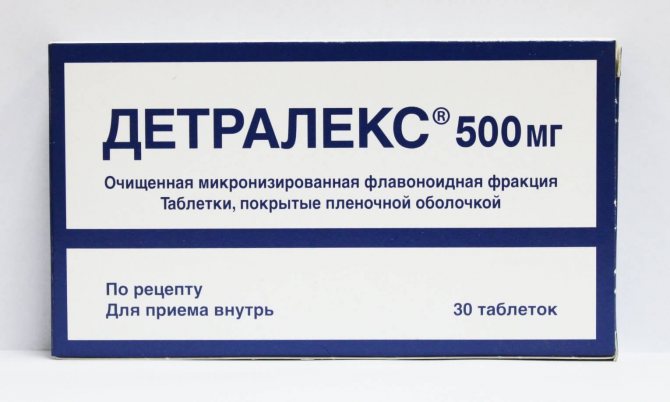 ДЕТРАЛЕКС® 500 мг
Очищенная микронизированная флавоноидная фракция
Таблетки, покрытые пленочной оболочкой
По рецепту
Для приема внутрь 30 таблеток